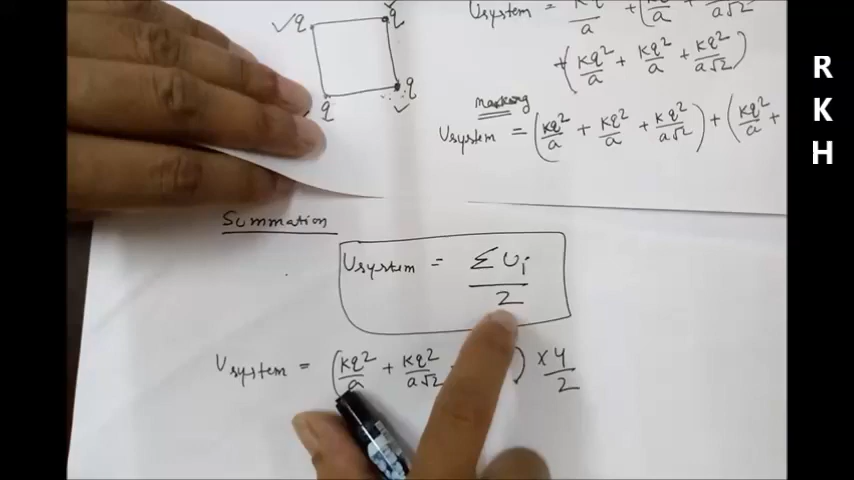 ✓q q
q q
✓
Usystem = Kq²/a + (Kq²/a + /a√2
+(Kq²/a + Kq²/a + Kq²/a√2)
Marking
Usystem = (Kq²/a + Kq²/a + Kq²/a√2) + (Kq²/a +
Summation
Usystem = ΣUi/2
Usystem = (Kq²/a + Kq²/a√2 ) × 4/2
R
K
H